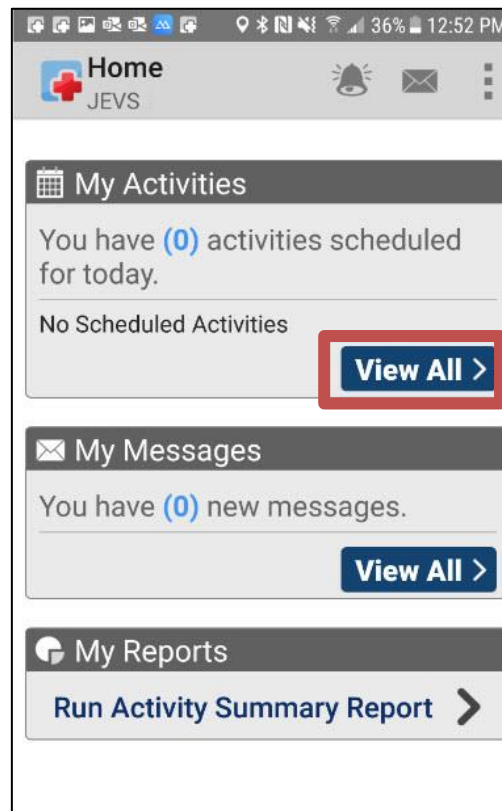 36% 12:52 PM
Home
JEVS
My Activities
You have (0) activities scheduled
for today.
No Scheduled Activities
View All >
My Messages
You have (0) new messages.
View All >
My Reports
Run Activity Summary Report >